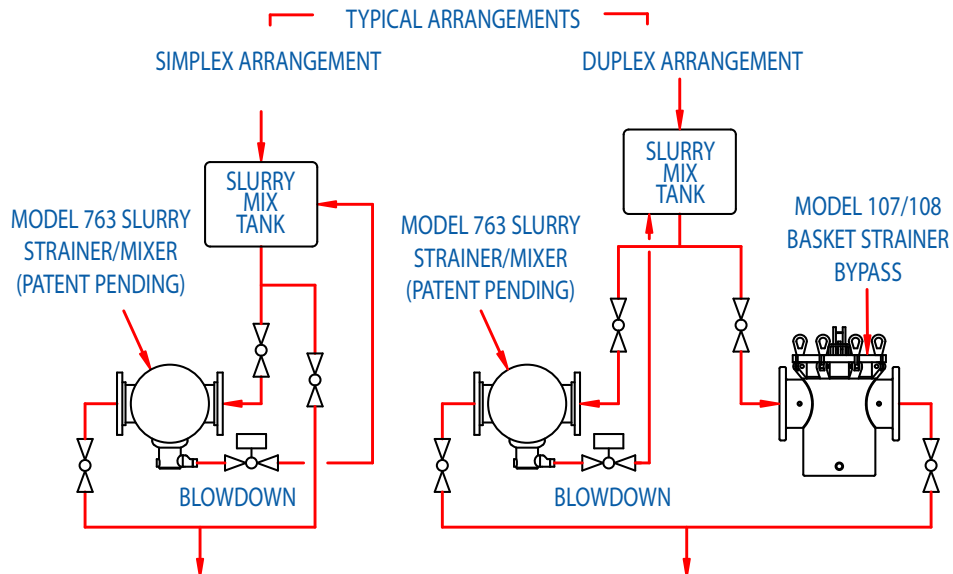 TYPICAL ARRANGEMENTS
SIMPLEX ARRANGEMENT
SLURRY
MIX
TANK
MODEL 763 SLURRY
STRAINER/MIXER
(PATENT PENDING)
BLOWDOWN
DUPLEX ARRANGEMENT
SLURRY
MIX
TANK
MODEL 763 SLURRY
STRAINER/MIXER
(PATENT PENDING)
MODEL 107/108
BASKET STRAINER
BYPASS
BLOWDOWN